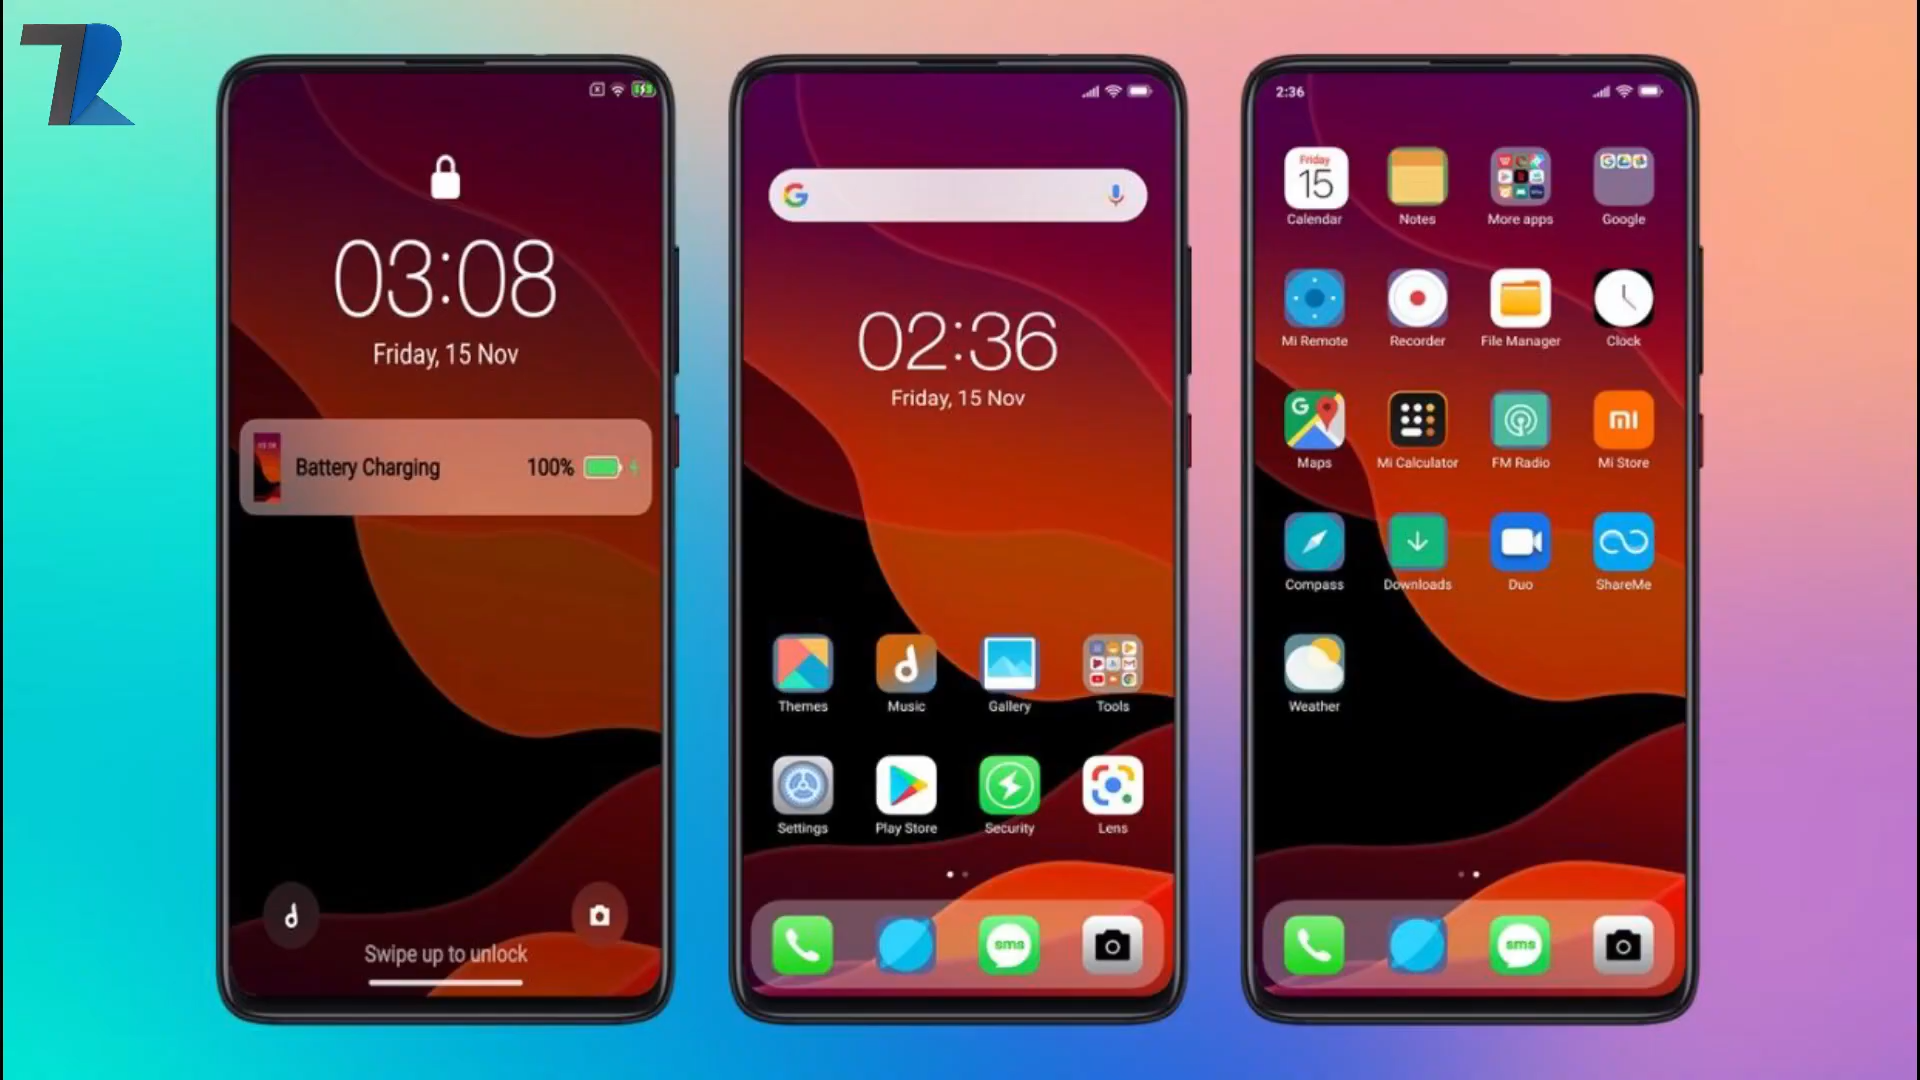 03:08
Friday, 15 Nov
Battery Charging 100%
Swipe up to unlock
02:36
Friday, 15 Nov
Themes Music Gallery Tools
Settings Play Store Security Lens
sms
2:36
Friday
15
Calendar Notes More apps Google
Mi Remote Recorder File Manager Clock
G
mi
Maps Mi Calculator FM Radio Mi Store
Compass Downloads Duo ShareMe
Weather
sms